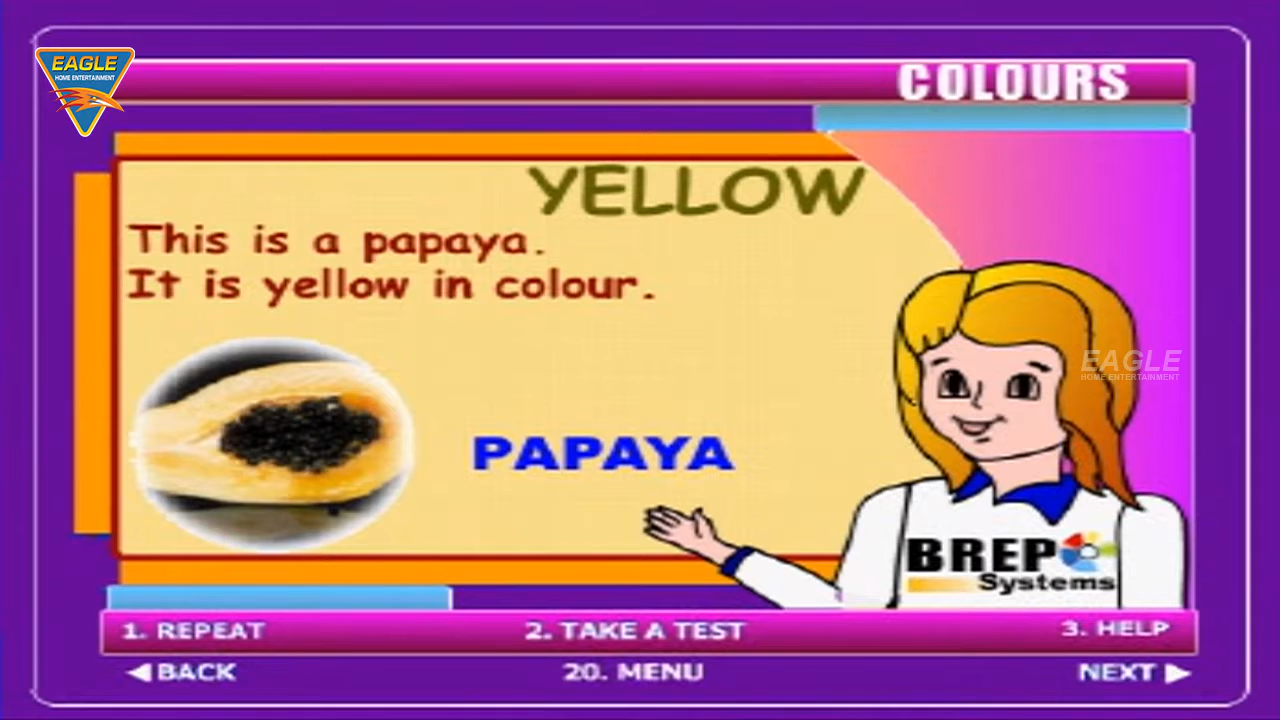 EAGLE
HOME ENTERTAINMENT
COLOURS
YELLOW
This is a papaya.
It is yellow in colour.
EAGLE
HOME ENTERTAINMENT
PAPAYA
BREP
Systems
1. REPEAT
2. TAKE A TEST
3. HELP
BACK
20. MENU
NEXT